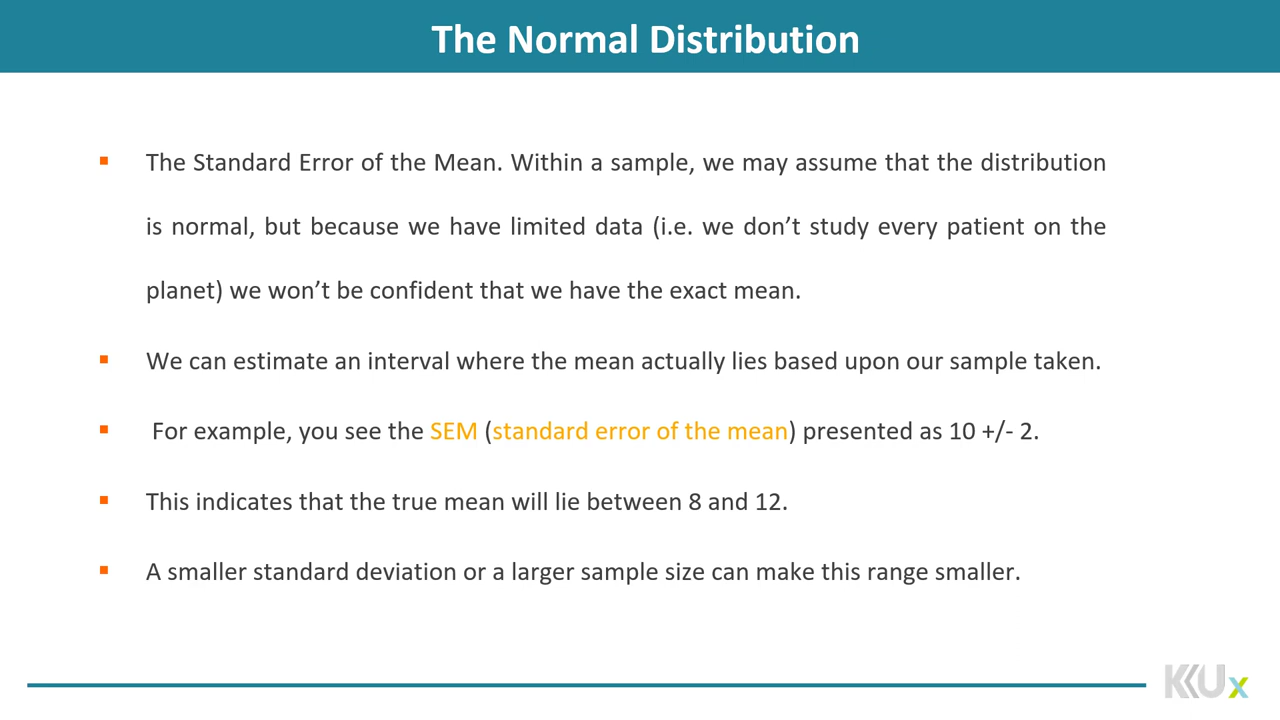 The Normal Distribution
▪ The Standard Error of the Mean. Within a sample, we may assume that the distribution
is normal, but because we have limited data (i.e. we don’t study every patient on the
planet) we won’t be confident that we have the exact mean.
▪ We can estimate an interval where the mean actually lies based upon our sample taken.
▪ For example, you see the SEM (standard error of the mean) presented as 10 +/- 2.
▪ This indicates that the true mean will lie between 8 and 12.
▪ A smaller standard deviation or a larger sample size can make this range smaller.
KKUx